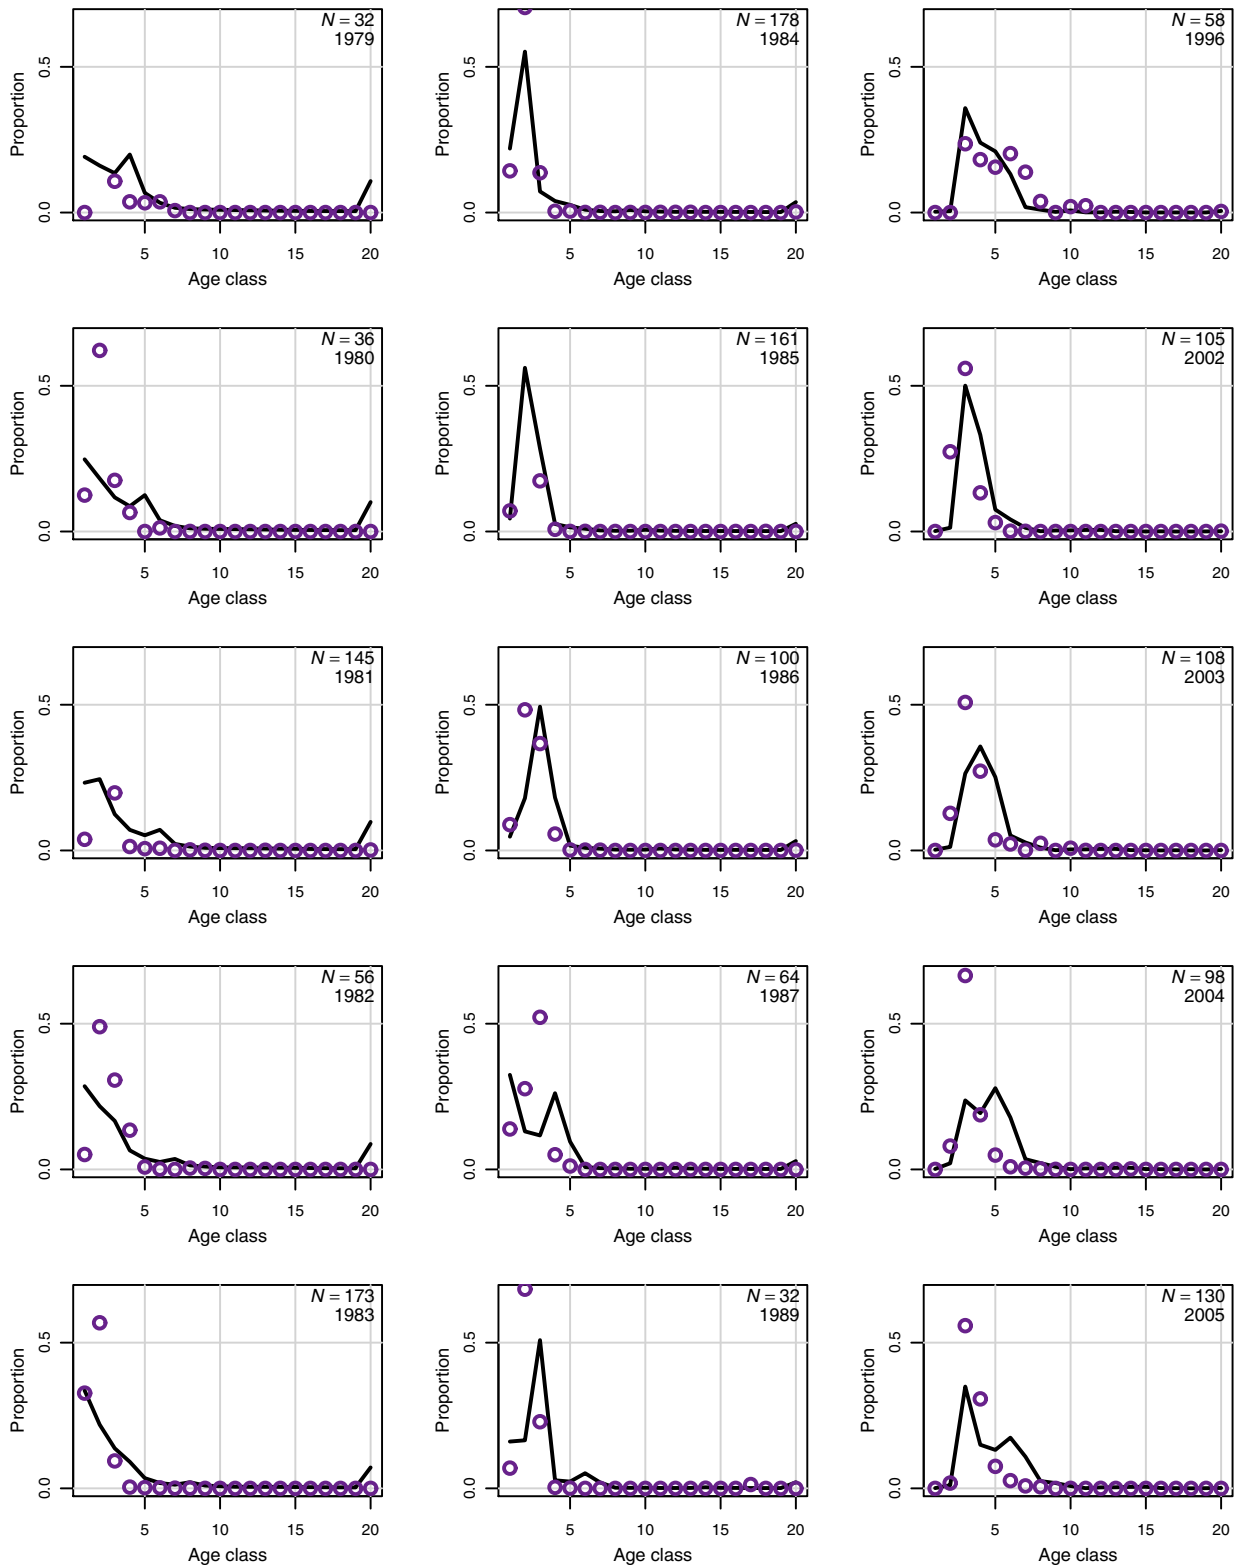 N = 32
1979
Proportion
0.5
0.0
5 10 15 20
Age class
N = 178
1984
Proportion
0.5
0.0
5 10 15 20
Age class
N = 58
1996
Proportion
0.5
0.0
5 10 15 20
Age class
N = 36
1980
Proportion
0.5
0.0
5 10 15 20
Age class
N = 161
1985
Proportion
0.5
0.0
5 10 15 20
Age class
N = 105
2002
Proportion
0.5
0.0
5 10 15 20
Age class
N = 145
1981
Proportion
0.5
0.0
5 10 15 20
Age class
N = 100
1986
Proportion
0.5
0.0
5 10 15 20
Age class
N = 108
2003
Proportion
0.5
0.0
5 10 15 20
Age class
N = 56
1982
Proportion
0.5
0.0
5 10 15 20
Age class
N = 64
1987
Proportion
0.5
0.0
5 10 15 20
Age class
N = 98
2004
Proportion
0.5
0.0
5 10 15 20
Age class
N = 173
1983
Proportion
0.5
0.0
5 10 15 20
Age class
N = 32
1989
Proportion
0.5
0.0
5 10 15 20
Age class
N = 130
2005
Proportion
0.5
0.0
5 10 15 20
Age class